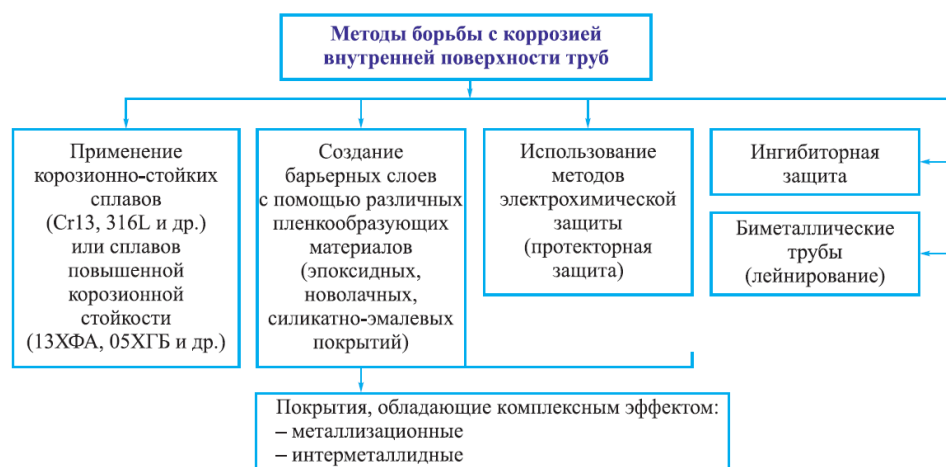 Методы борьбы с коррозией
внутренней поверхности труб
Применение
корозионно-стойких
сплавов
(Cr13, 316L и др.)
или сплавов
повышенной
корозионной
стойкости
(13ХФА, 05ХГБ и др.)
Создание
барьерных слоев
с помощью различных
пленкообразующих
материалов
(эпоксидных,
новолачных,
силикатно-эмалевых
покрытий)
Использование
методов
электрохимической
защиты
(протекторная
защита)
Ингибиторная
защита
Биметаллические
трубы
(лейнирование)
Покрытия, обладающие комплексным эффектом:
– металлизационные
– интерметаллидные